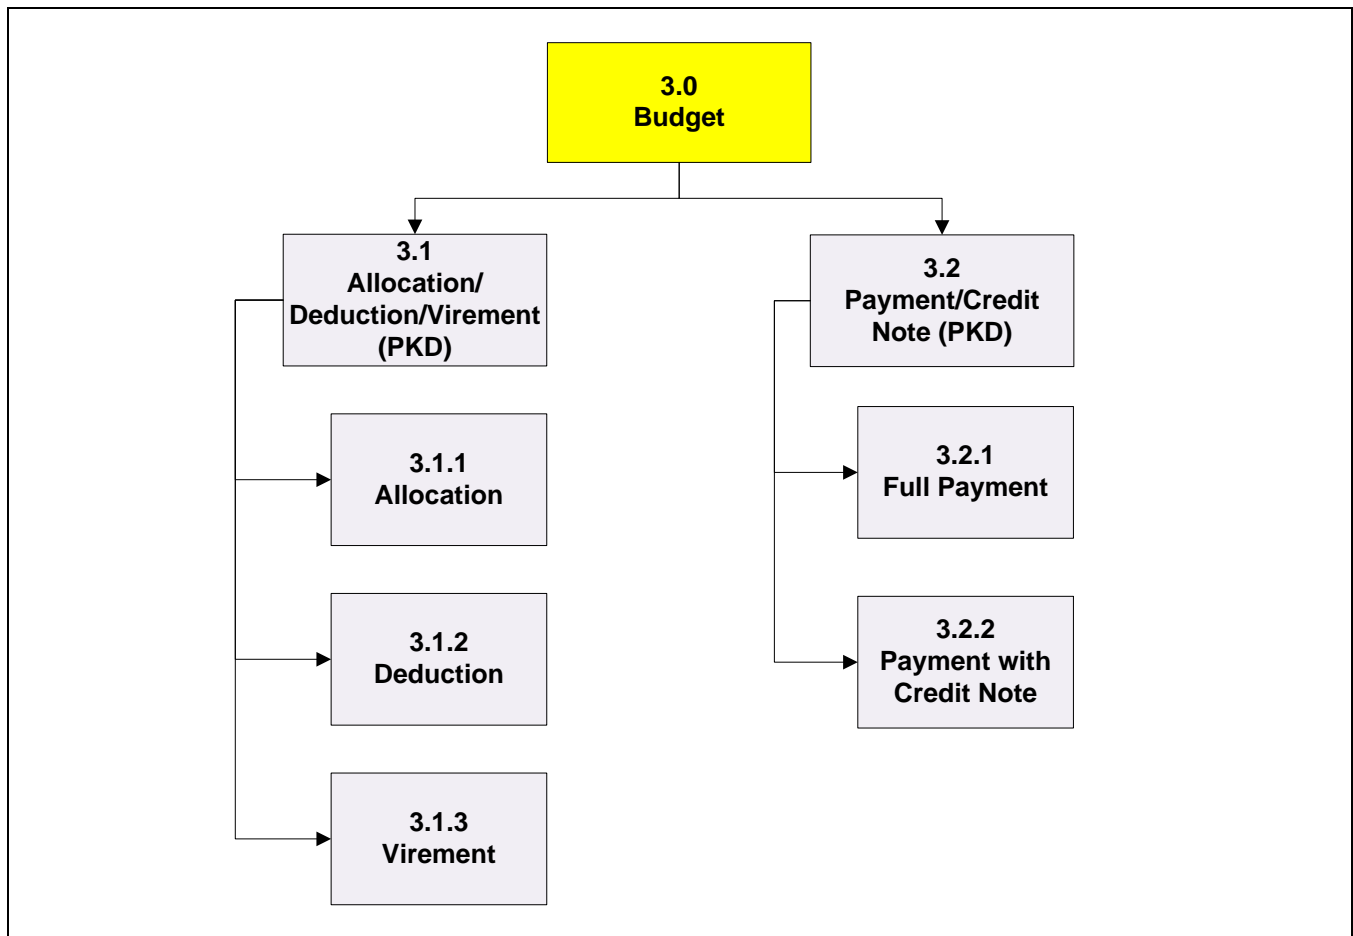 3.0
Budget
3.1
Allocation/
Deduction/Virement
(PKD)
3.2
Payment/Credit
Note (PKD)
3.1.1
Allocation
3.2.1
Full Payment
3.1.2
Deduction
3.2.2
Payment with
Credit Note
3.1.3
Virement